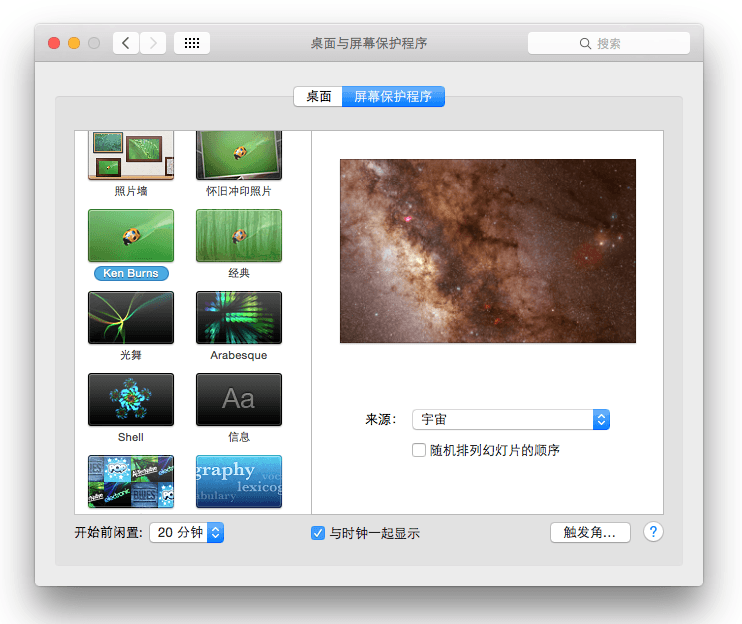 桌面与屏幕保护程序
搜索
桌面
屏幕保护程序
照片墙
怀旧冲印照片
Ken Burns
经典
光舞
Arabesque
Shell
Aa
信息
graphy
lexicog
abulary
来源：
宇宙
随机排列幻灯片的顺序
开始前闲置:
20 分钟
与时钟一起显示
触发角…
?